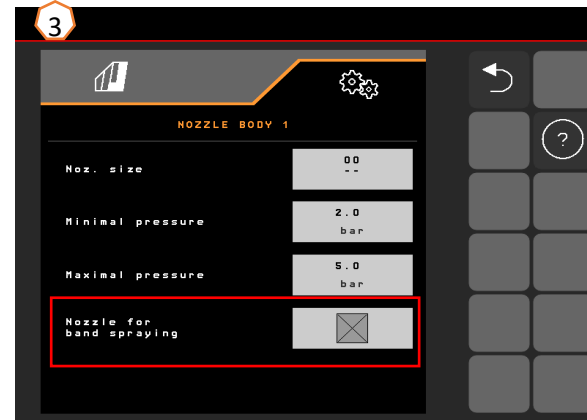 3
NOZZLE BODY 1
Noz. size
00
--
Minimal pressure
2.0
bar
Maximal pressure
5.0
bar
Nozzle for
band spraying
?